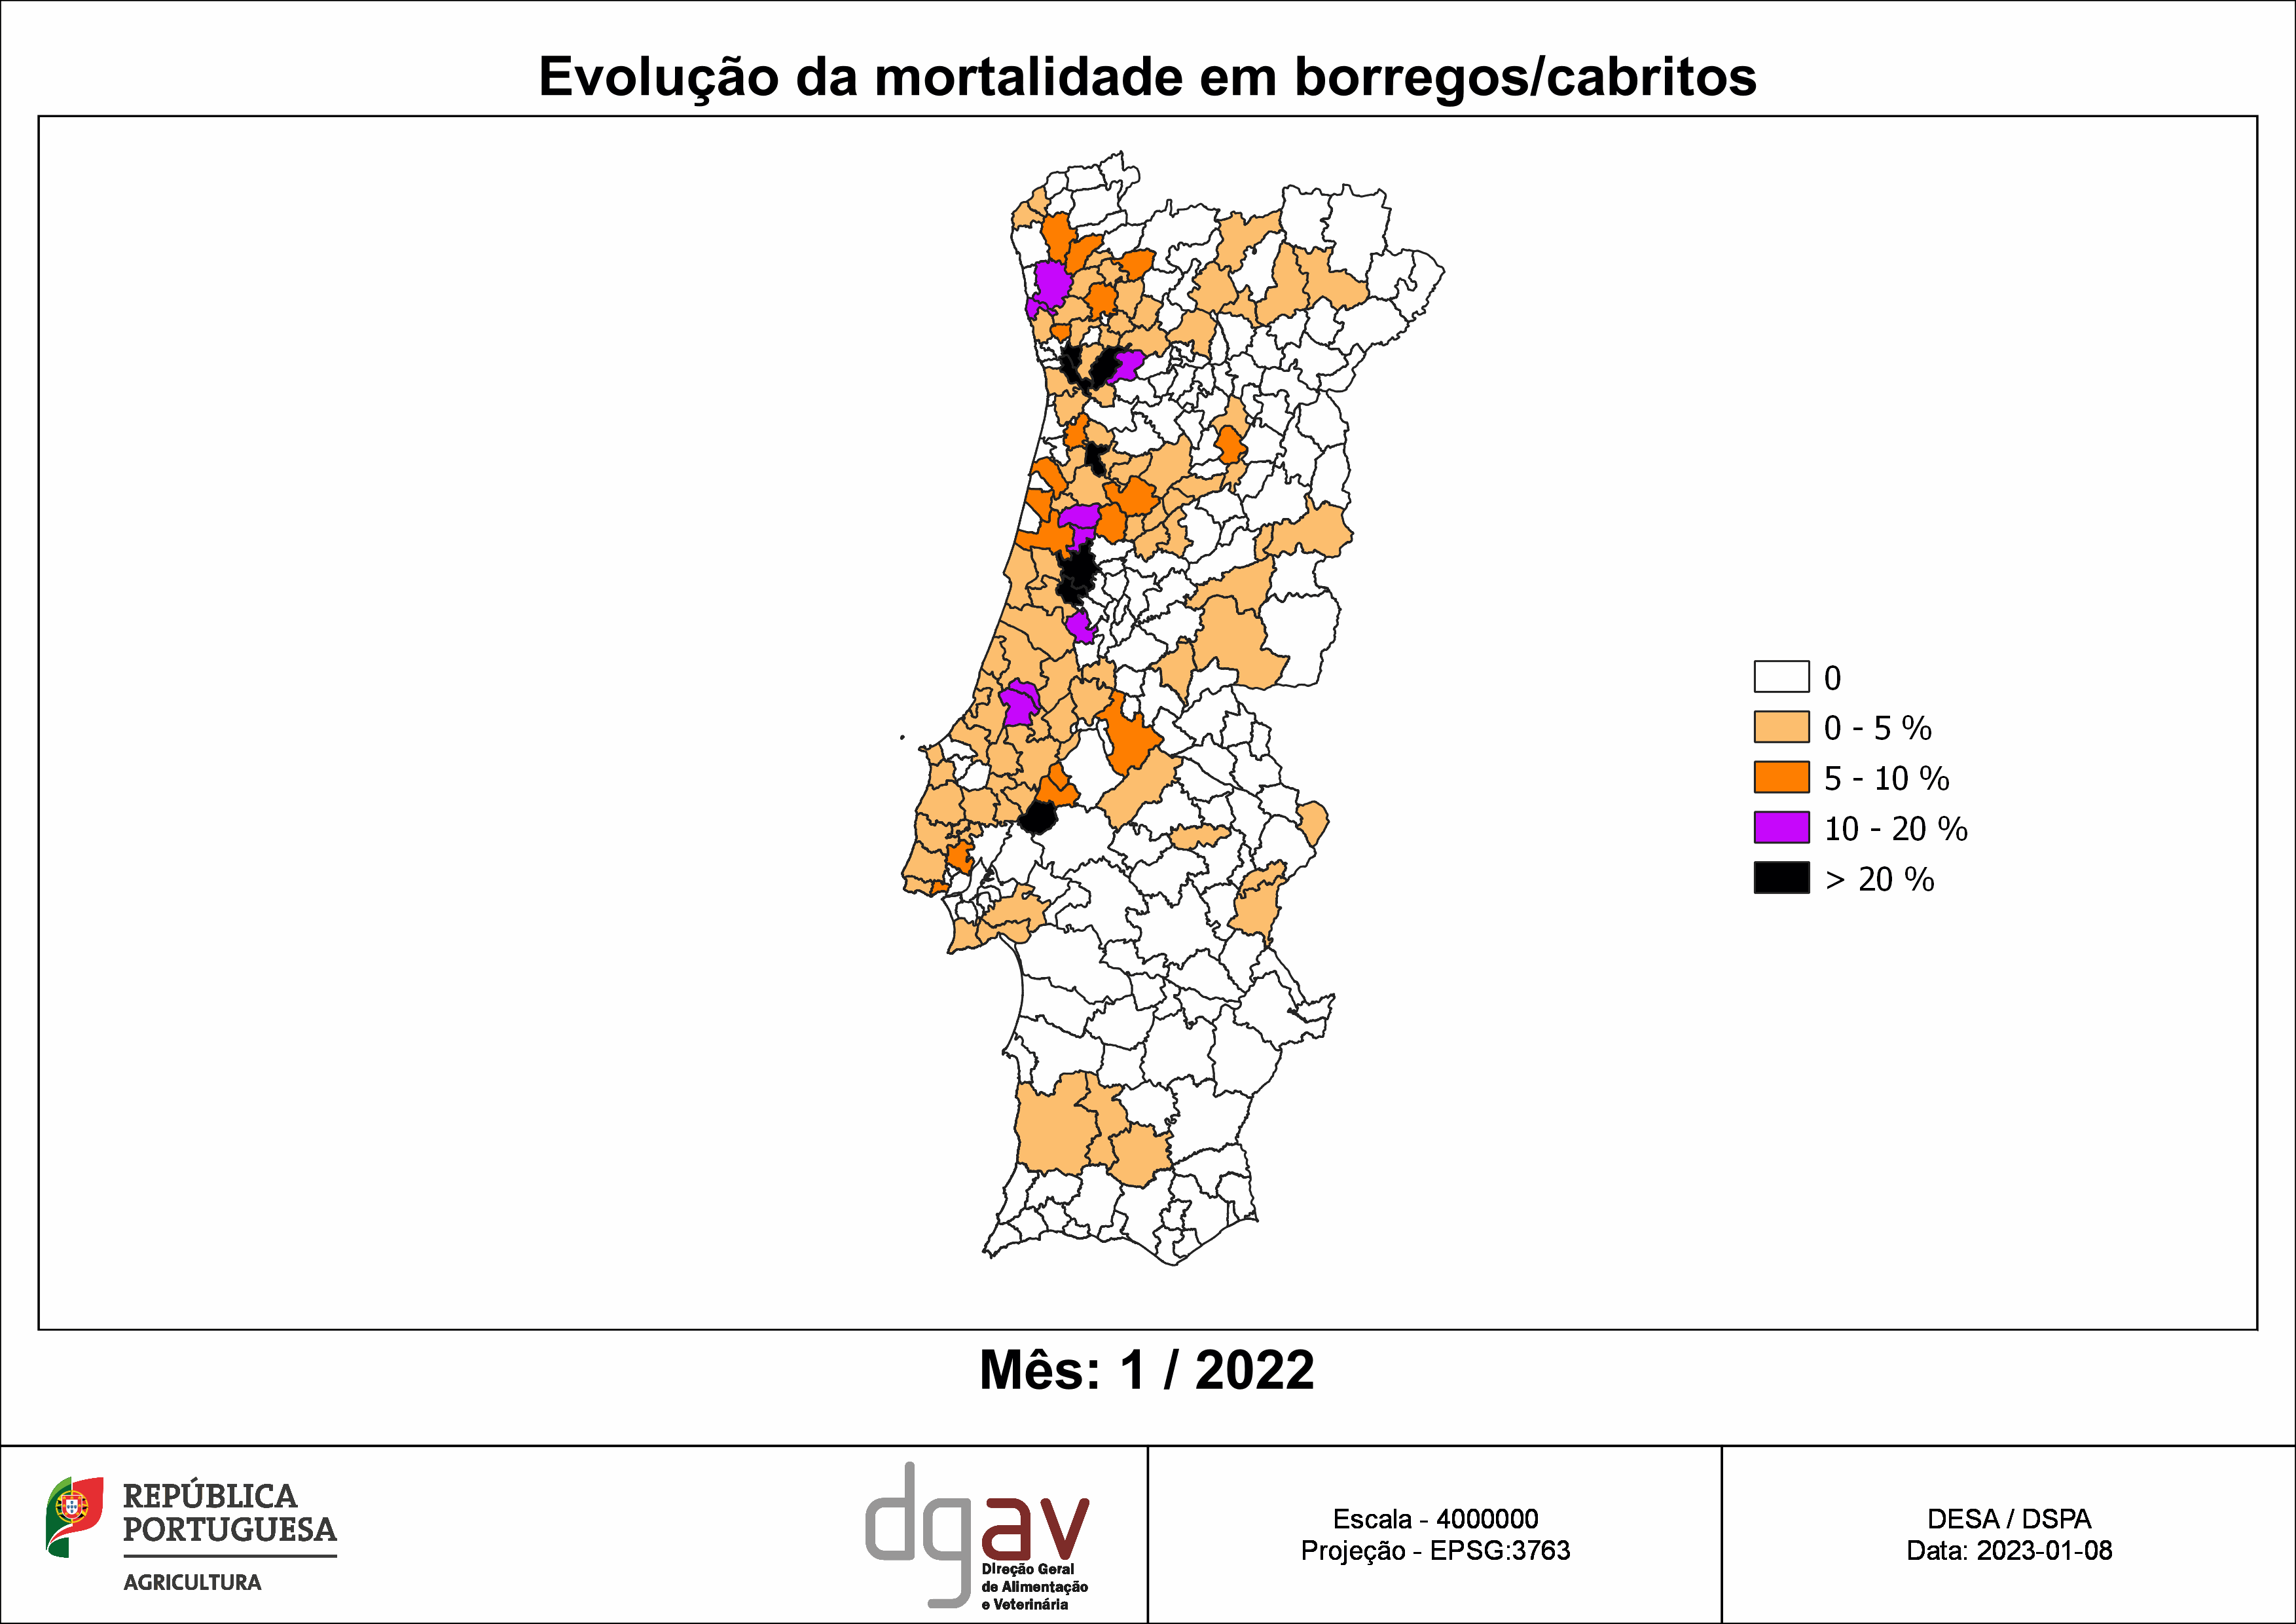 Evolução da mortalidade em borregos/cabritos
0
0 - 5 %
5 - 10 %
10 - 20 %
> 20 %
Mês: 1 / 2022
REPÚBLICA
PORTUGUESA
AGRICULTURA
dgav
Direção Geral
de Alimentação
e Veterinária
Escala - 4000000
Projeção - EPSG:3763
DESA / DSPA
Data: 2023-01-08